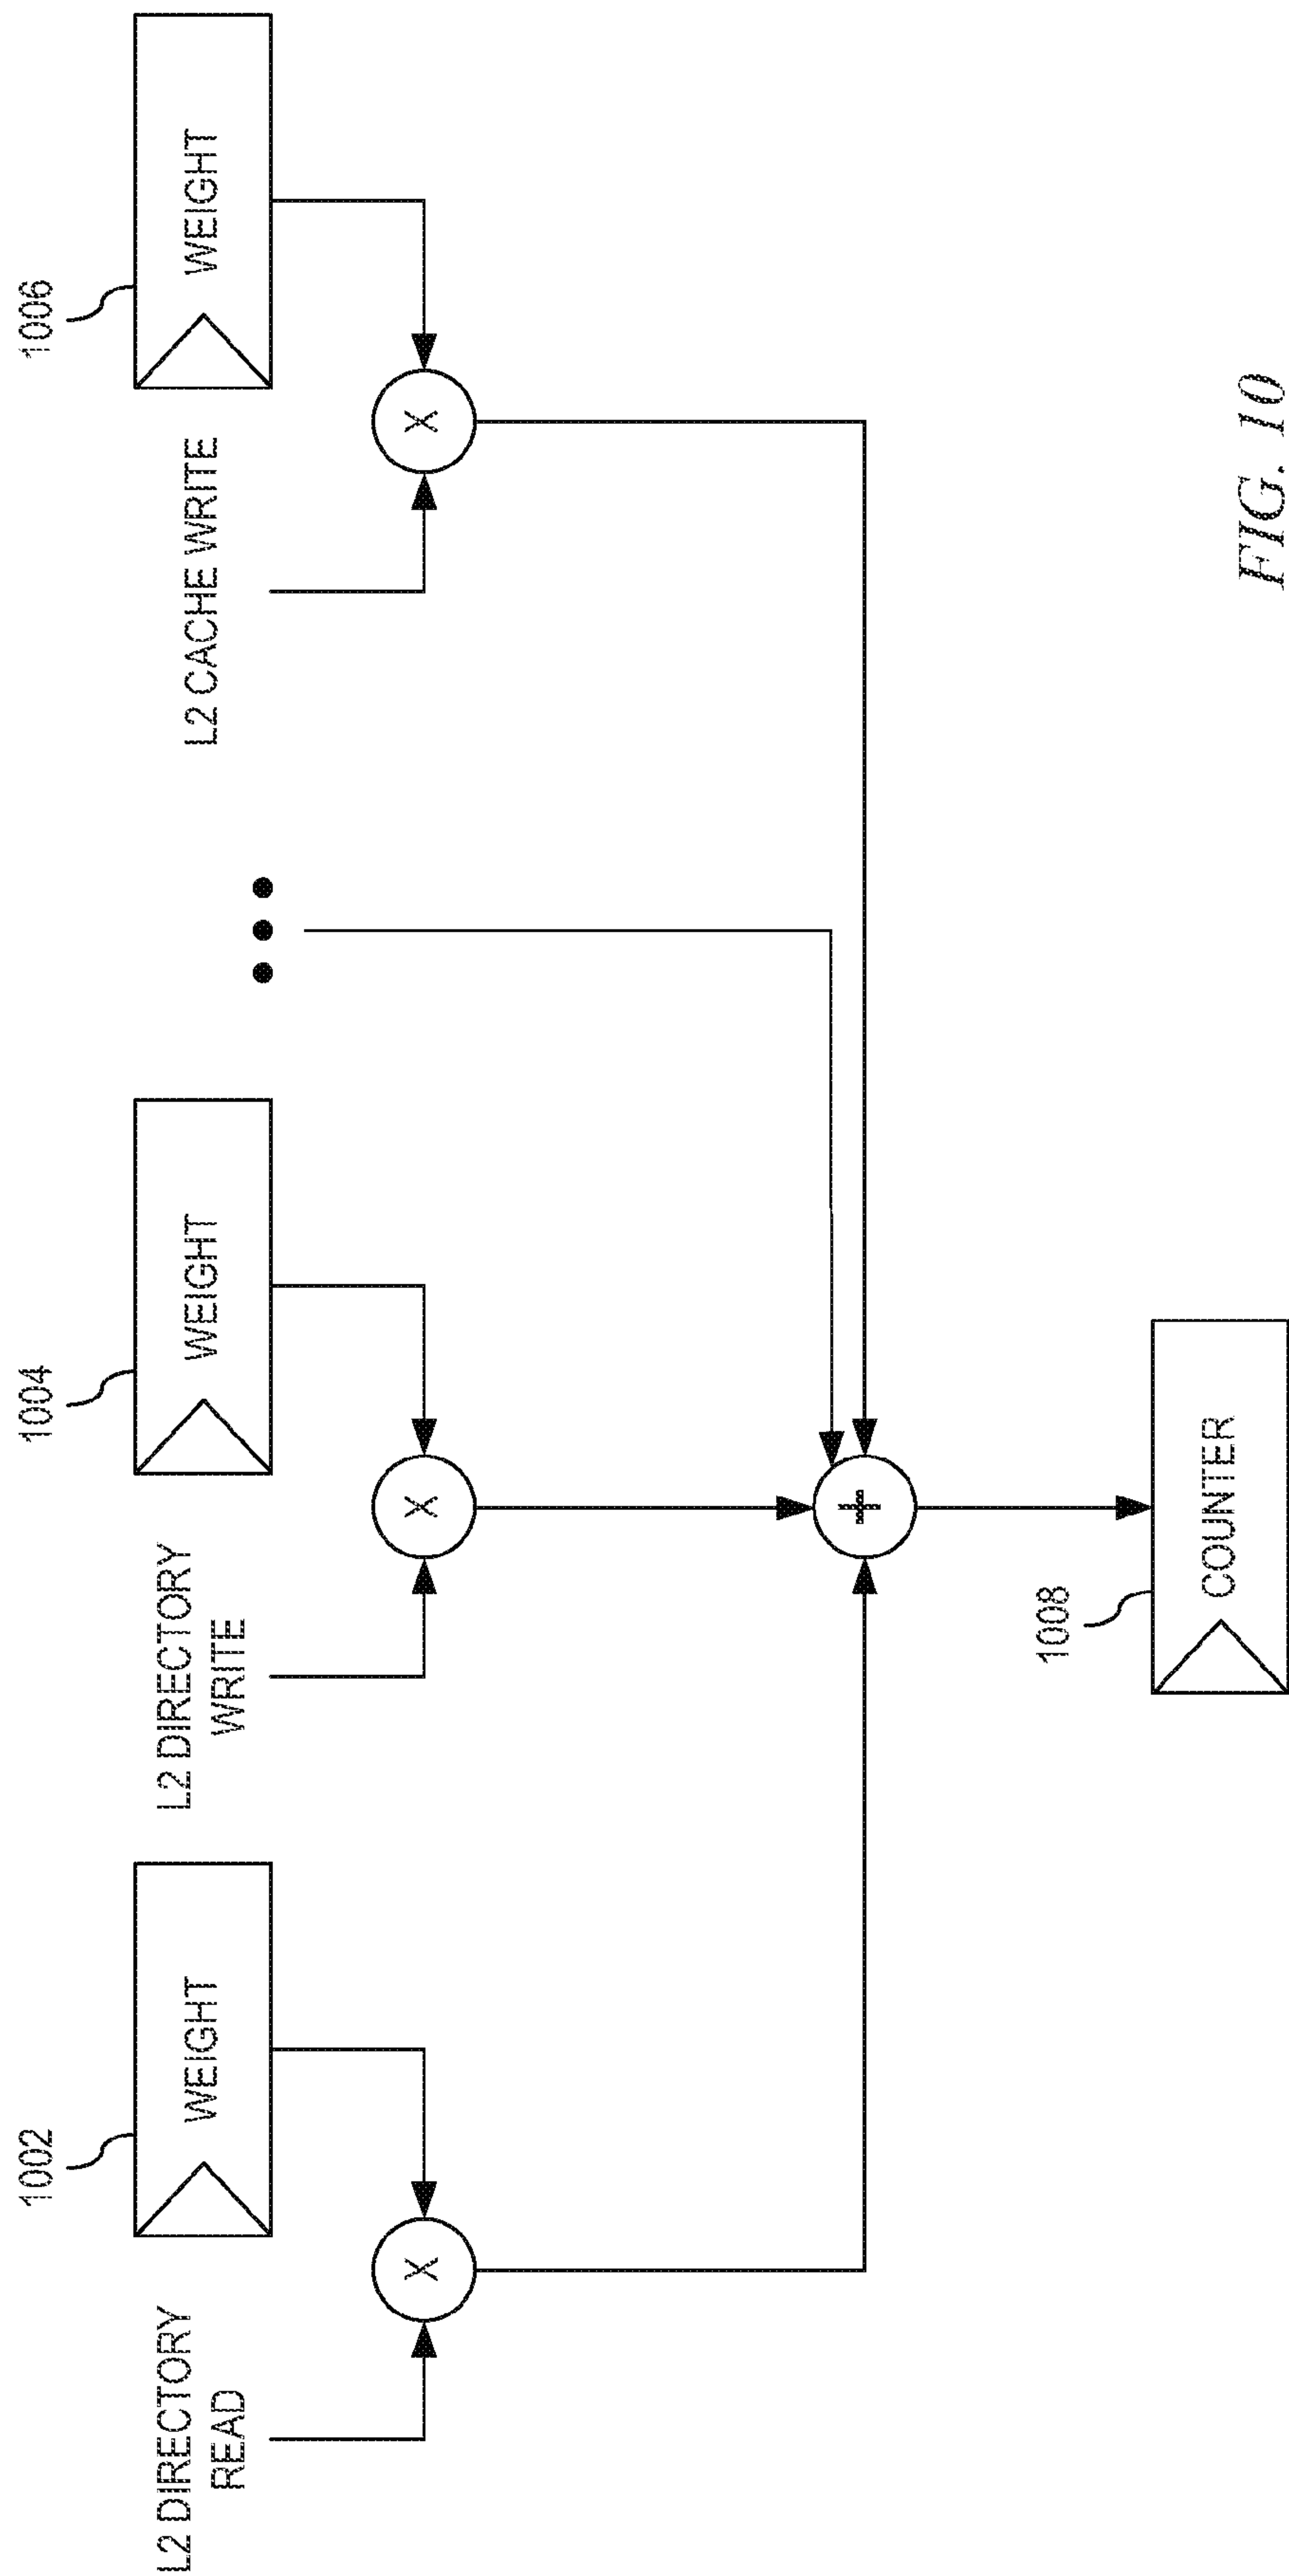 1002
1004
1006
L2 DIRECTORY
READ
WEIGHT
L2 DIRECTORY
WRITE
WEIGHT
L2 CACHE WRITE
WEIGHT
X
X
X
+
1008
COUNTER
FIG. 10